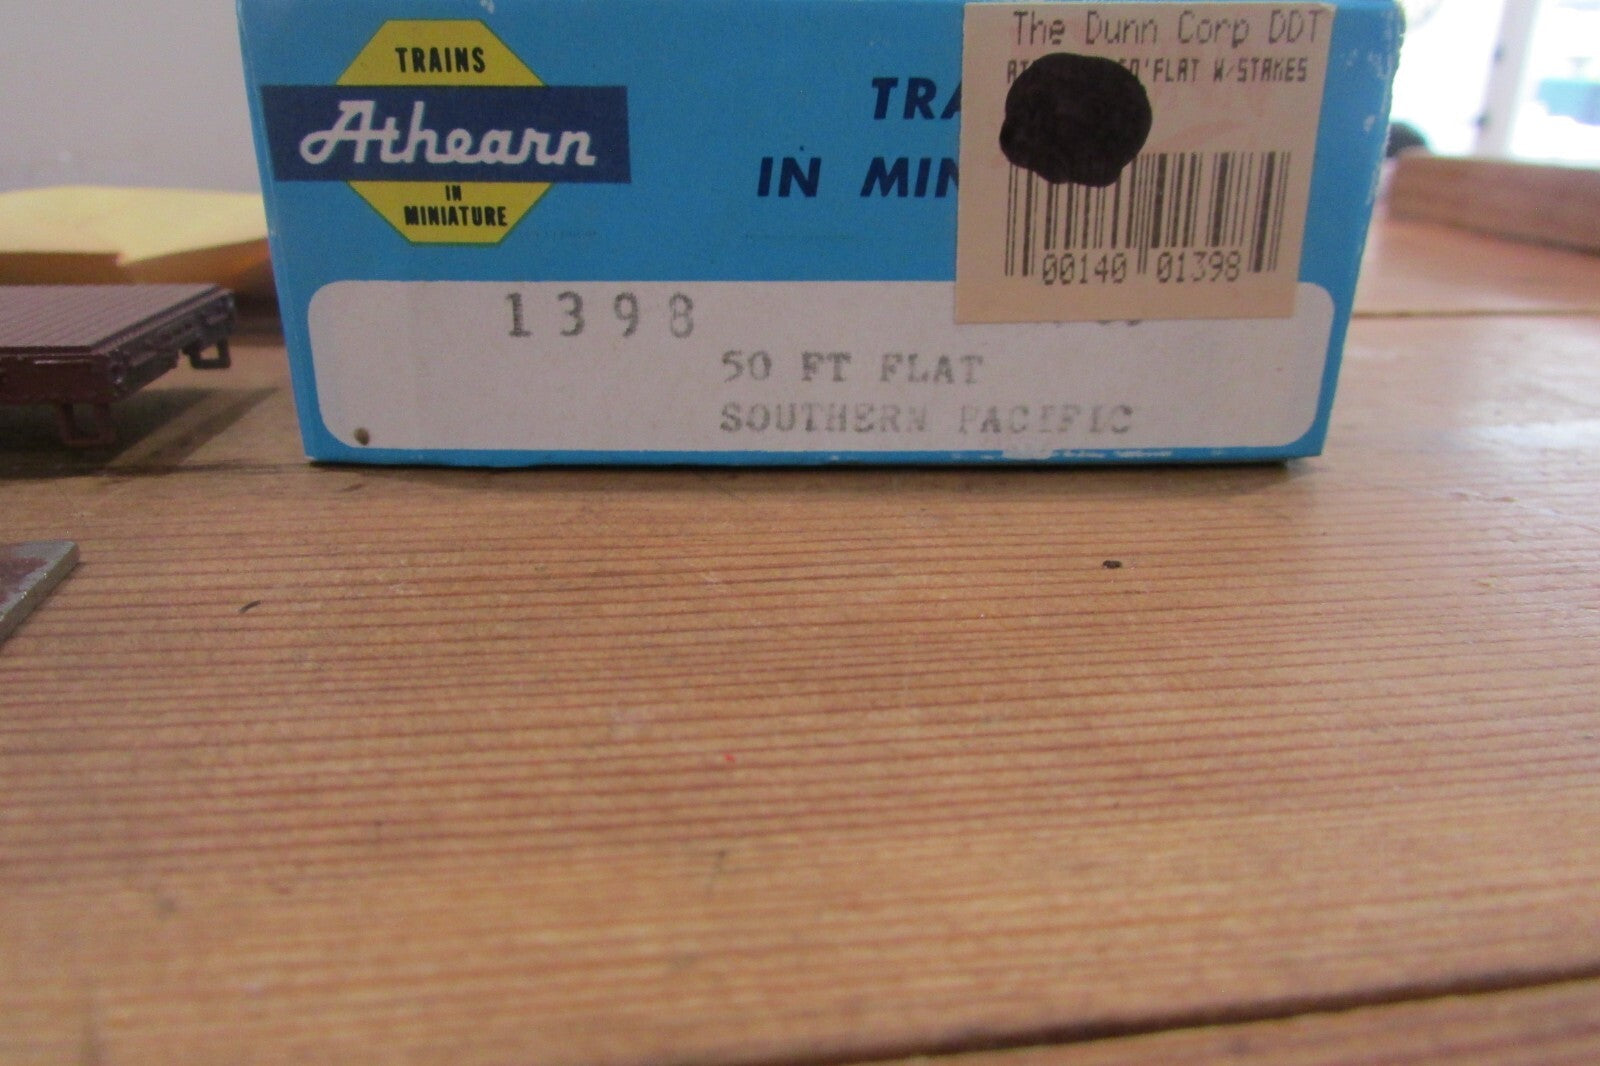 TRAINS
Athearn
IN
MINIATURE
TRA
IN MIN
The Dunn Corp DDT
'FLAT W/STAKES
00140 01398
1398
50 FT FLAT
SOUTHERN PACIFIC